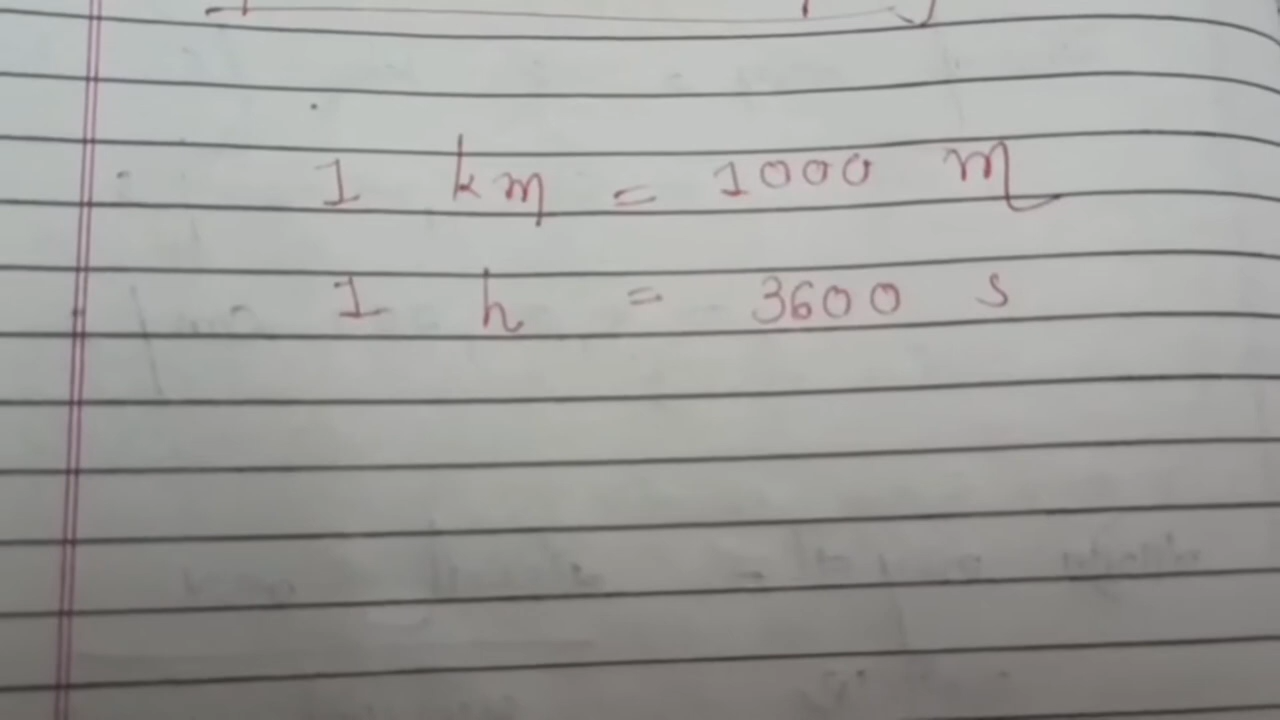 1 km = 1000 m
1 h = 3600 s